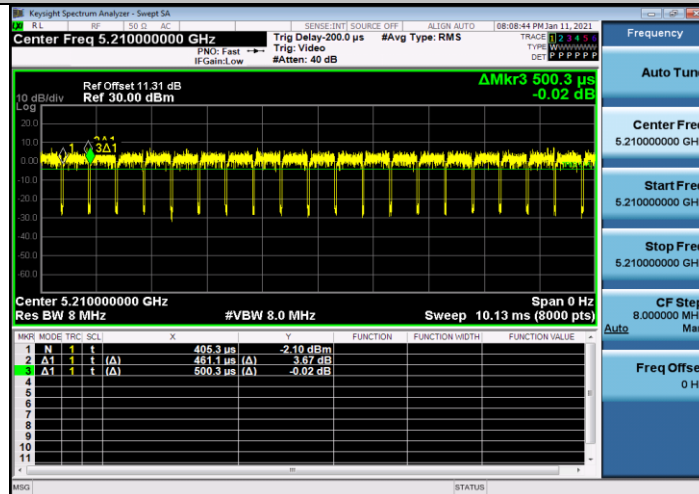 Keysight Spectrum Analyzer - Swept SA
RL RF 50 Ω AC SENSE:INT SOURCE OFF ALIGN AUTO 08:08:44 PM Jan 11, 2021
Center Freq 5.210000000 GHz
PNO: Fast
IFGain:Low
Trig Delay-200.0 µs
Trig: Video
#Atten: 40 dB
#Avg Type: RMS
TRACE 1 2 3 4 5 6
TYPE WWWWWW
DET P P P P P P
Ref Offset 11.31 dB
10 dB/div Ref 30.00 dBm
Log
ΔMkr3 500.3 µs
-0.02 dB
20.0
10.0
0.00
-10.0
-20.0
-30.0
-40.0
-50.0
-60.0
1
3Δ1
Center 5.210000000 GHz Span 0 Hz
Res BW 8 MHz #VBW 8.0 MHz Sweep 10.13 ms (8000 pts)
MKR MODE TRC SCL X Y FUNCTION FUNCTION WIDTH FUNCTION VALUE
1 N 1 t 405.3 µs -2.10 dBm
2 Δ1 1 t (Δ) 461.1 µs (Δ) 3.67 dB
3 Δ1 1 t (Δ) 500.3 µs (Δ) -0.02 dB
4
5
6
7
8
9
10
11
MSG STATUS
Frequency
Auto Tun
Center Fre
5.210000000 GH
Start Fre
5.210000000 GH
Stop Fre
5.210000000 GH
CF Ste
8.000000 MH
Auto Ma
Freq Offse
0 H